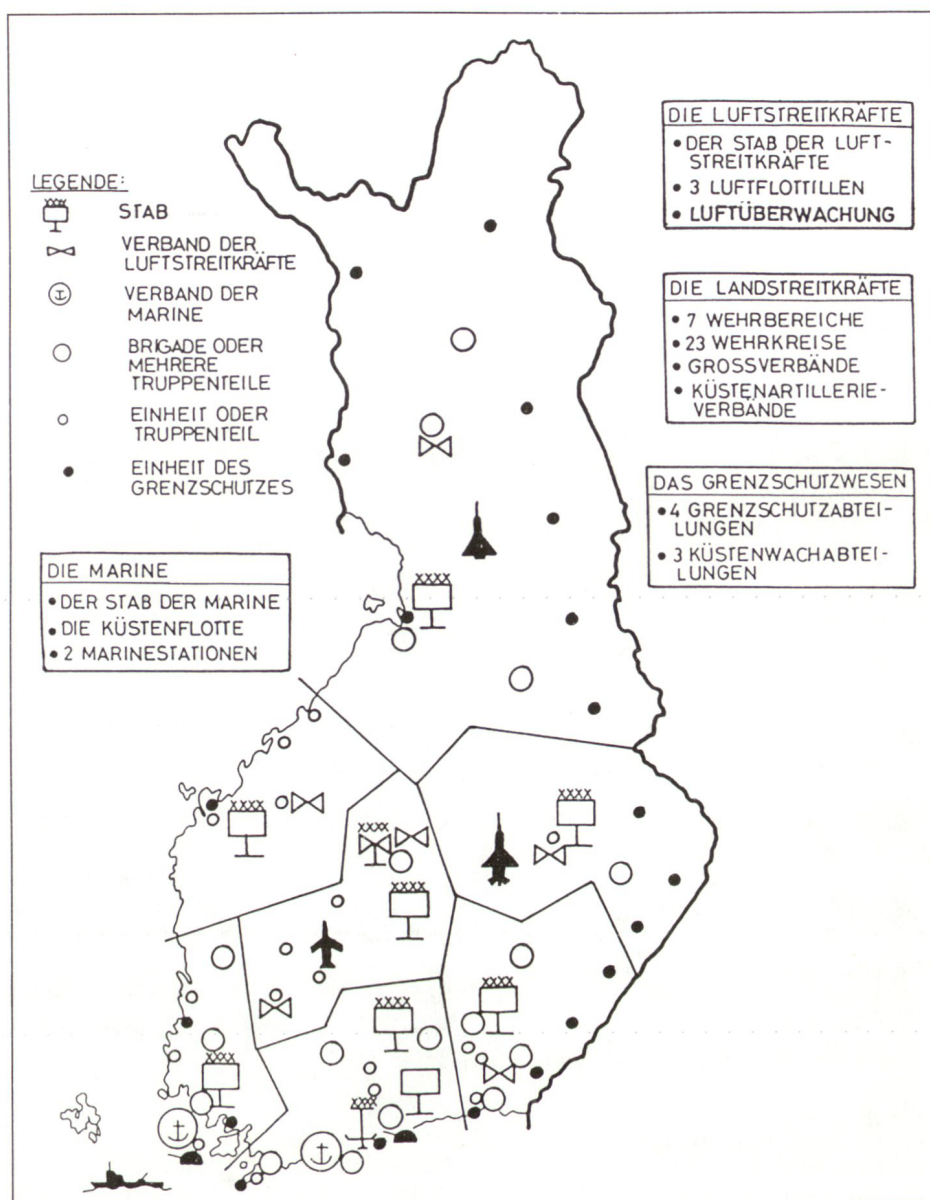 LEGENDE:
STAB
VERBAND DER
LUFTSTREITKRÄFTE
VERBAND DER
MARINE
BRIGADE ODER
MEHRERE
TRUPPENTEILE
EINHEIT ODER
TRUPPENTEIL
EINHEIT DES
GRENZSCHUTZES
DIE MARINE
• DER STAB DER MARINE
• DIE KÜSTENFLOTTE
• 2 MARINESTATIONEN
DIE LUFTSTREITKRÄFTE
• DER STAB DER LUFT-
STREITKRÄFTE
• 3 LUFTFLOTTILLEN
• LUFTÜBERWACHUNG
DIE LANDSTREITKRÄFTE
• 7 WEHRBEREICHE
• 23 WEHRKREISE
• GROSSVERBÄNDE
• KÜSTENARTILLERIE-
VERBÄNDE
DAS GRENZSCHUTZWESEN
• 4 GRENZSCHUTZABTEI-
LUNGEN
• 3 KÜSTENWACHABTEI-
LUNGEN